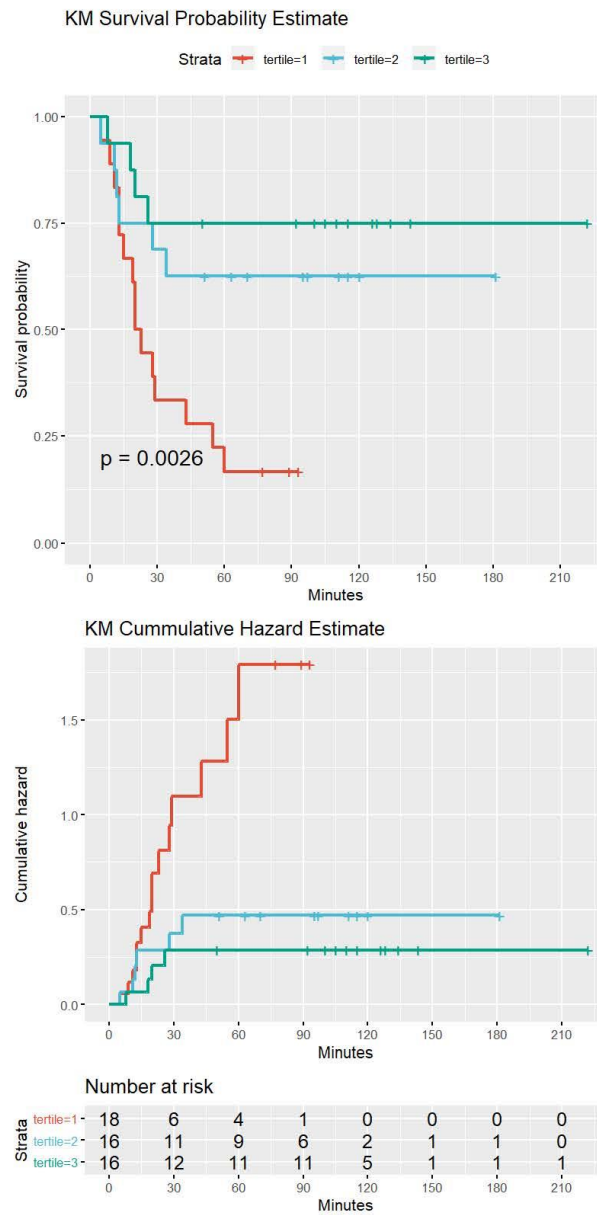 KM Survival Probability Estimate
Strata tertile=1 tertile=2 tertile=3
1.00
0.75
0.50
0.25
0.00
Survival probability
p = 0.0026
0 30 60 90 120 150 180 210
Minutes
KM Cummulative Hazard Estimate
1.5
1.0
0.5
0.0
Cumulative hazard
0 30 60 90 120 150 180 210
Minutes
Number at risk
Strata
tertile=1 18 6 4 1 0 0 0 0
tertile=2 16 11 9 6 2 1 1 0
tertile=3 16 12 11 11 5 1 1 1
0 30 60 90 120 150 180 210
Minutes